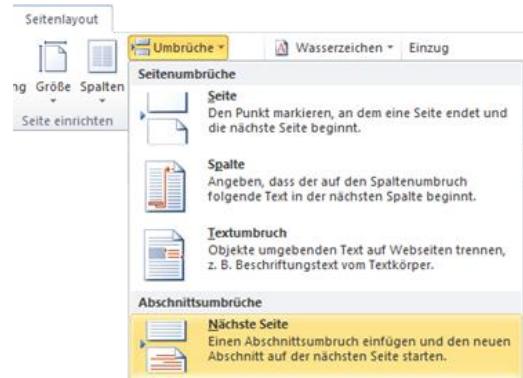 Seitenlayout
Umbrüche
Wasserzeichen
Einzug
ng Größe Spalten
Seite einrichten
Seitenumbrüche
Seite
Den Punkt markieren, an dem eine Seite endet und
die nächste Seite beginnt.
Spalte
Angeben, dass der auf den Spaltenumbruch
folgende Text in der nächsten Spalte beginnt.
Textumbruch
Objekte umgebenden Text auf Webseiten trennen,
z. B. Beschriftungstext vom Textkörper.
Abschnittsumbrüche
Nächste Seite
Einen Abschnittsumbruch einfügen und den neuen
Abschnitt auf der nächsten Seite starten.